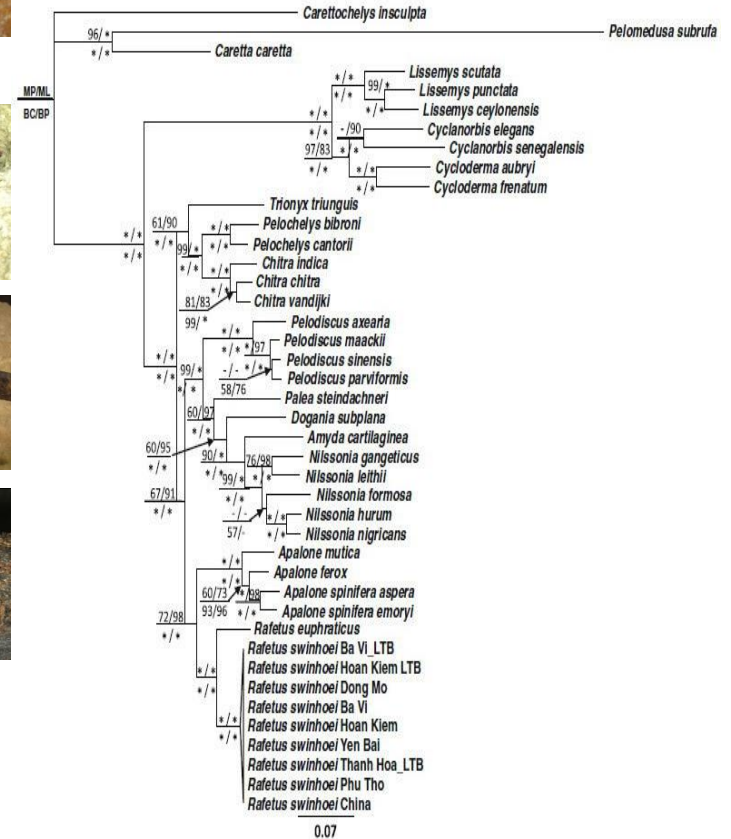 Carettochelys insculpta
96/*
Pelomedusa subrufa
*/*
Caretta caretta
Lissemys scutata
*/*
99/*
Lissemys punctata
MP/ML
*/*
BC/BP
*/*
Lissemys ceylonensis
*/*
*/*
-/90
Cyclanorbis elegans
97/83
*/*
Cyclanorbis senegalensis
*/*
*/*
Cycloderma aubryi
*/*
Cycloderma frenatum
Trionyx triunguis
61/90
*/*
Pelochelys bibroni
*/*
*/*
*/*
99/*
*/*
Pelochelys cantorii
*/*
*/*
Chitra indica
*/*
Chitra chitra
81/83
99/*
Chitra vandijki
Pelodiscus axearia
*/*
*/*
*/97
Pelodiscus maackii
*/*
*/*
Pelodiscus sinensis
*/*
99/*
-/-
58/76
Pelodiscus parviformis
*/*
Palea steindachneri
60/97
*/*
Dogania subplana
60/95
*/*
Amyda cartilaginea
90/*
*/*
76/98
*/*
Nilssonia gangeticus
99/*
*/*
Nilssonia leithii
67/91
*/*
Nilssonia formosa
-/-
57/-
*/*
*/*
Nilssonia hurum
Nilssonia nigricans
Apalone mutica
*/*
*/*
Apalone ferox
60/73
93/96
*/98
*/*
Apalone spinifera aspera
Apalone spinifera emoryi
72/98
*/*
Rafetus euphraticus
Rafetus swinhoei Ba Vi_LTB
*/*
*/*
Rafetus swinhoei Hoan Kiem LTB
Rafetus swinhoei Dong Mo
Rafetus swinhoei Ba Vi
*/*
*/*
Rafetus swinhoei Hoan Kiem
Rafetus swinhoei Yen Bai
Rafetus swinhoei Thanh Hoa_LTB
Rafetus swinhoei Phu Tho
Rafetus swinhoei China
0.07